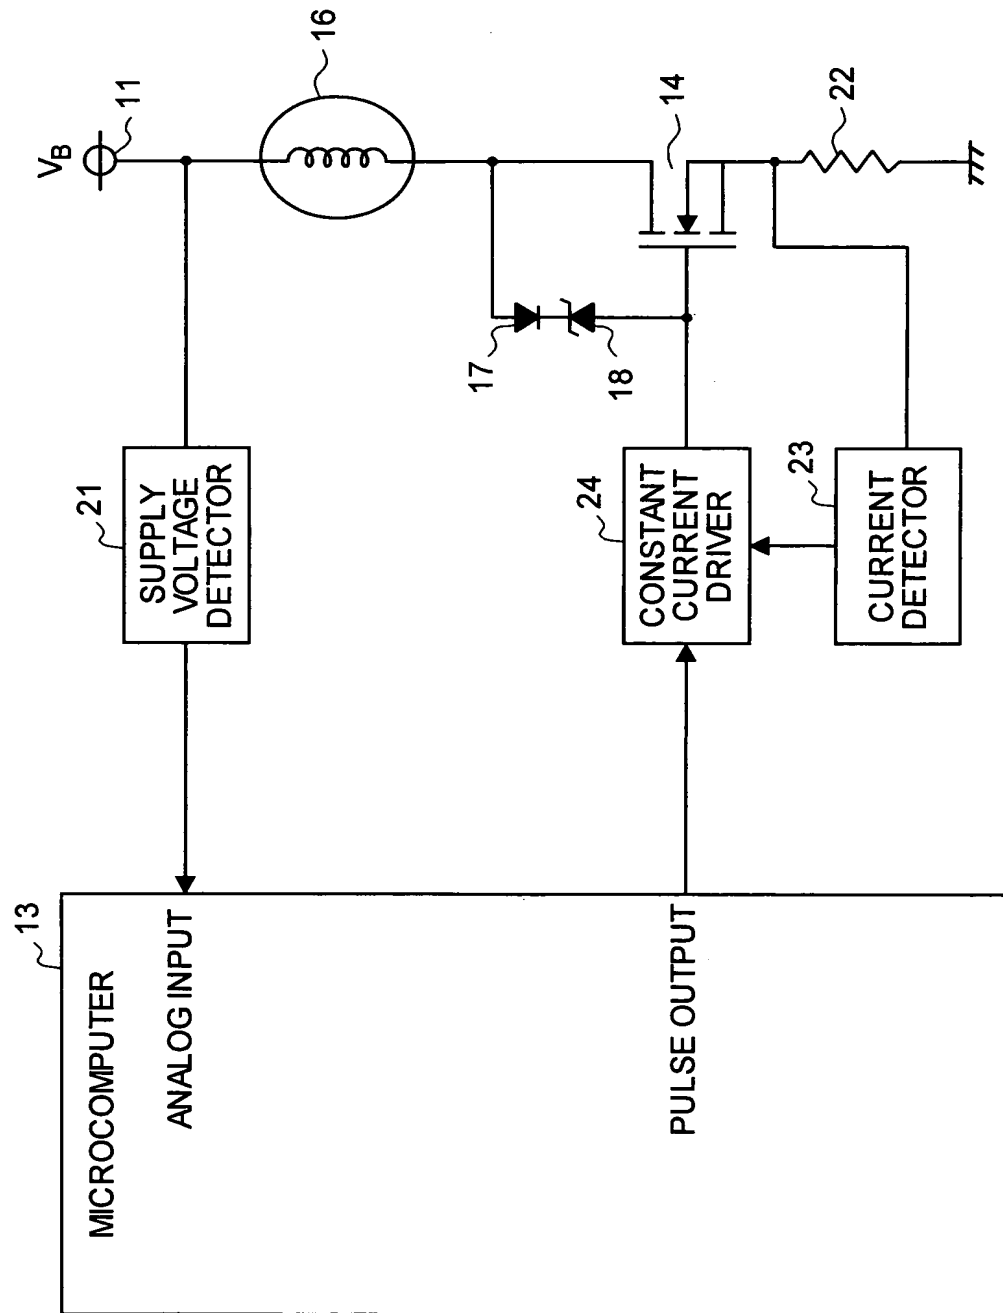 13
MICROCOMPUTER
ANALOG INPUT
PULSE OUTPUT
21
SUPPLY
VOLTAGE
DETECTOR
24
CONSTANT
CURRENT
DRIVER
23
CURRENT
DETECTOR
17
18
VB
11
16
14
22